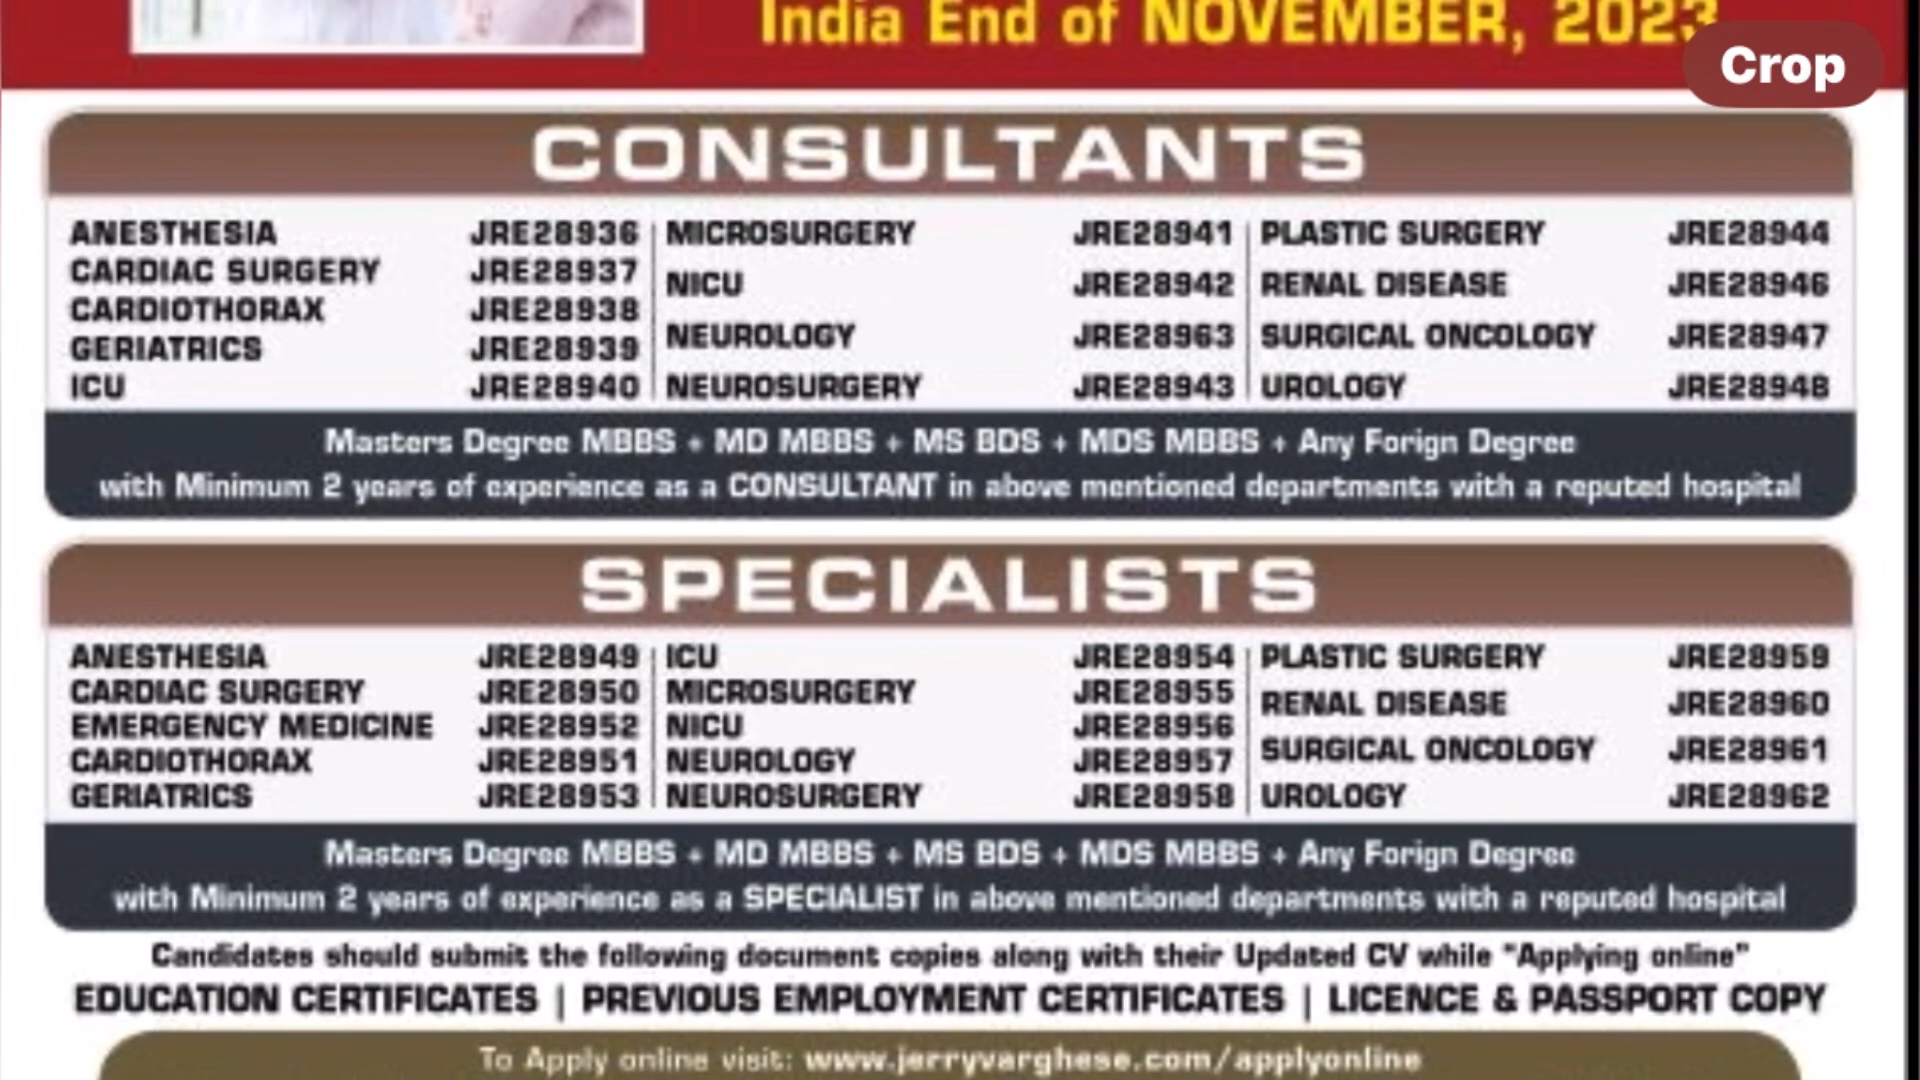 India End of NOVEMBER, 2023
Crop
CONSULTANTS
ANESTHESIA JRE28936
CARDIAC SURGERY JRE28937
CARDIOTHORAX JRE28938
GERIATRICS JRE28939
ICU JRE28940
MICROSURGERY JRE28941
NICU JRE28942
NEUROLOGY JRE28963
NEUROSURGERY JRE28943
PLASTIC SURGERY JRE28944
RENAL DISEASE JRE28946
SURGICAL ONCOLOGY JRE28947
UROLOGY JRE28948
Masters Degree MBBS + MD MBBS + MS BDS + MDS MBBS + Any Forign Degree
with Minimum 2 years of experience as a CONSULTANT in above mentioned departments with a reputed hospital
SPECIALISTS
ANESTHESIA JRE28949
CARDIAC SURGERY JRE28950
EMERGENCY MEDICINE JRE28952
CARDIOTHORAX JRE28951
GERIATRICS JRE28953
ICU JRE28954
MICROSURGERY JRE28955
NICU JRE28956
NEUROLOGY JRE28957
NEUROSURGERY JRE28958
PLASTIC SURGERY JRE28959
RENAL DISEASE JRE28960
SURGICAL ONCOLOGY JRE28961
UROLOGY JRE28962
Masters Degree MBBS + MD MBBS + MS BDS + MDS MBBS + Any Forign Degree
with Minimum 2 years of experience as a SPECIALIST in above mentioned departments with a reputed hospital
Candidates should submit the following document copies along with their Updated CV while "Applying online"
EDUCATION CERTIFICATES | PREVIOUS EMPLOYMENT CERTIFICATES | LICENCE & PASSPORT COPY
To Apply online visit: www.jerryvarghese.com/applyonline